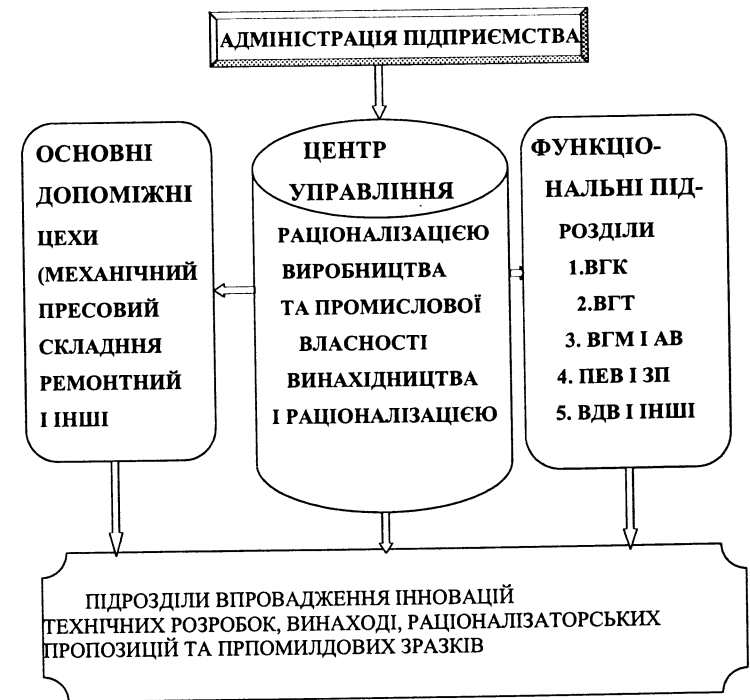 АДМІНІСТРАЦІЯ ПІДПРИЄМСТВА
ОСНОВНІ
ДОПОМІЖНІ
ЦЕХИ
(МЕХАНІЧНИЙ
ПРЕСОВИЙ
СКЛАДННЯ
РЕМОНТНИЙ
І ІНШІ
ЦЕНТР
УПРАВЛІННЯ
РАЦІОНАЛІЗАЦІЄЮ
ВИРОБНИЦТВА
ТА ПРОМИСЛОВОЇ
ВЛАСНОСТІ
ВИНАХІДНИЦТВА
І РАЦІОНАЛІЗАЦІЄЮ
ФУНКЦІО-
НАЛЬНІ ПІД-
РОЗДІЛИ
1.ВГК
2.ВГТ
3. ВГМ І АВ
4. ПЕВ І ЗП
5. ВДВ І ІНШІ
ПІДРОЗДІЛИ ВПРОВАДЖЕННЯ ІННОВАЦІЙ
ТЕХНІЧНИХ РОЗРОБОК, ВИНАХОДІ, РАЦІОНАЛІЗАТОРСЬКИХ
ПРОПОЗИЦІЙ ТА ПРПОМИЛДОВИХ ЗРАЗКІВ